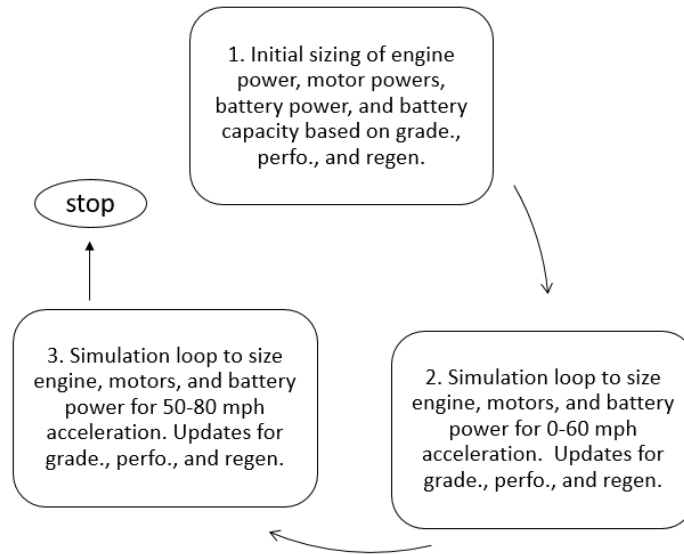 1. Initial sizing of engine
power, motor powers,
battery power, and battery
capacity based on grade.,
perfo., and regen.
stop
2. Simulation loop to size
engine, motors, and battery
power for 0-60 mph
acceleration.  Updates for
grade., perfo., and regen.
3. Simulation loop to size
engine, motors, and battery
power for 50-80 mph
acceleration. Updates for
grade., perfo., and regen.